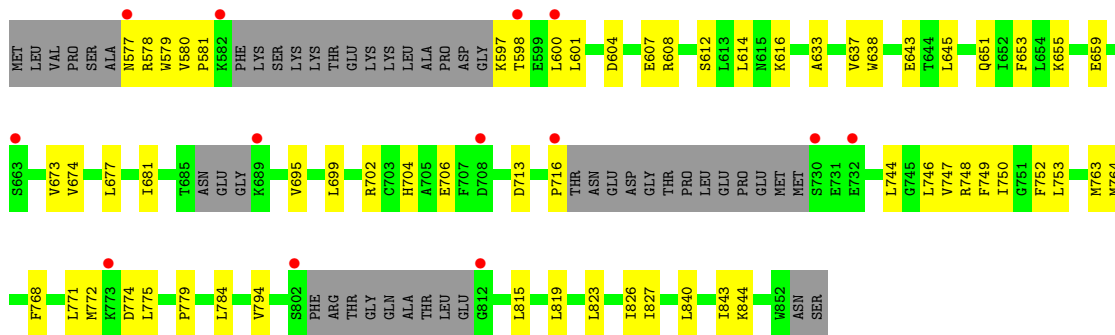 MET LEU VAL PRO SER ALA N577 R578 W579 V580 P581 K582 PHE LYS SER LYS LYS THR GLU LYS LYS LEU ALA PRO ASP GLY K597 T598 E599 L600 L601 D604 E607 R608 S612 L613 L614 N615 K616 A633 V637 W638 E643 T644 L645 Q651 I652 F653 L654 K655 E659
S663 V673 V674 L677 I681 T685 ASN GLU GLY K689 V695 L699 R702 C703 H704 A705 E706 F707 D708 D713 P716 THR ASN GLU ASP GLY THR PRO LEU GLU PRO GLU MET MET S730 E731 E732 L744 G745 L746 V747 R748 F749 I750 G751 F752 L753 M763 M764
F768 L771 M772 K773 D774 L775 P779 L784 V794 S802 PHE ARG THR GLY GLN ALA THR LEU GLU G812 L815 L819 L823 I826 I827 L840 I843 K844 W852 ASN SER